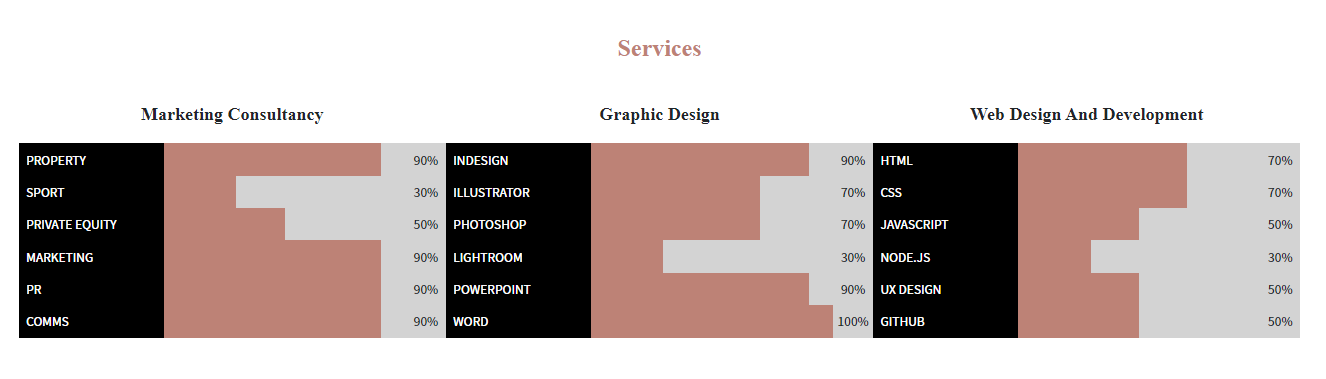 Services
Marketing Consultancy
PROPERTY 90%
SPORT 30%
PRIVATE EQUITY 50%
MARKETING 90%
PR 90%
COMMS 90%
Graphic Design
INDESIGN 90%
ILLUSTRATOR 70%
PHOTOSHOP 70%
LIGHTROOM 30%
POWERPOINT 90%
WORD 100%
Web Design And Development
HTML 70%
CSS 70%
JAVASCRIPT 50%
NODE.JS 30%
UX DESIGN 50%
GITHUB 50%